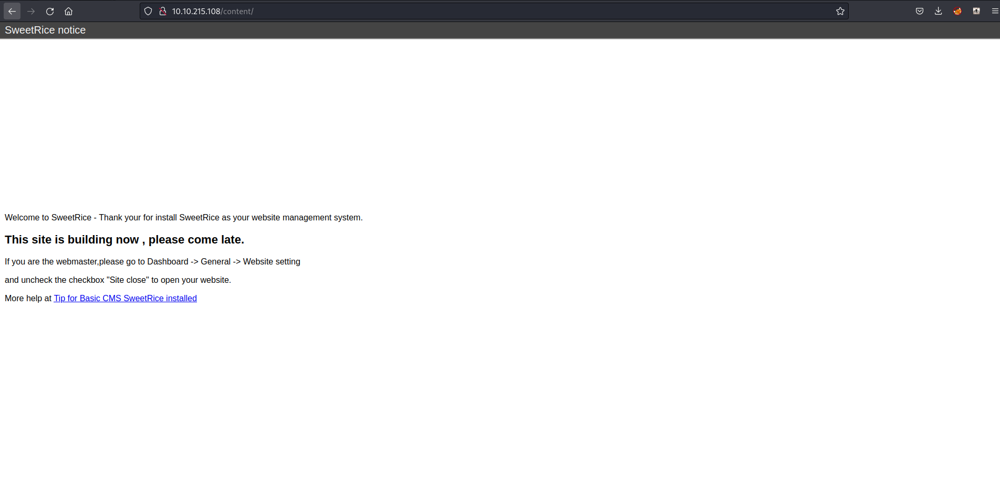 10.10.215.108/content/
SweetRice notice
Welcome to SweetRice - Thank your for install SweetRice as your website management system.
This site is building now , please come late.
If you are the webmaster,please go to Dashboard -> General -> Website setting
and uncheck the checkbox "Site close" to open your website.
More help at Tip for Basic CMS SweetRice installed